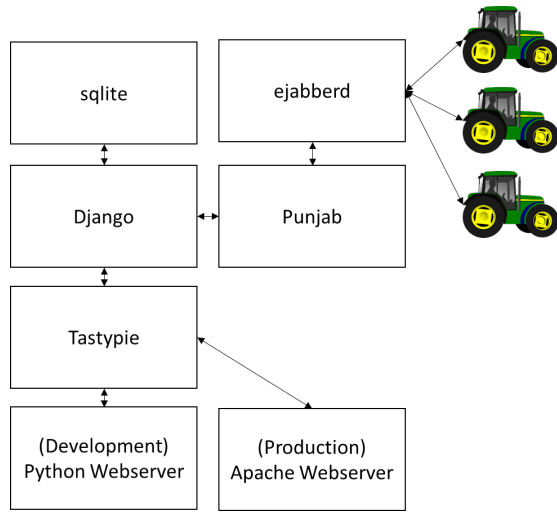 sqlite
ejabberd
Django
Punjab
Tastypie
(Development)
Python Webserver
(Production)
Apache Webserver